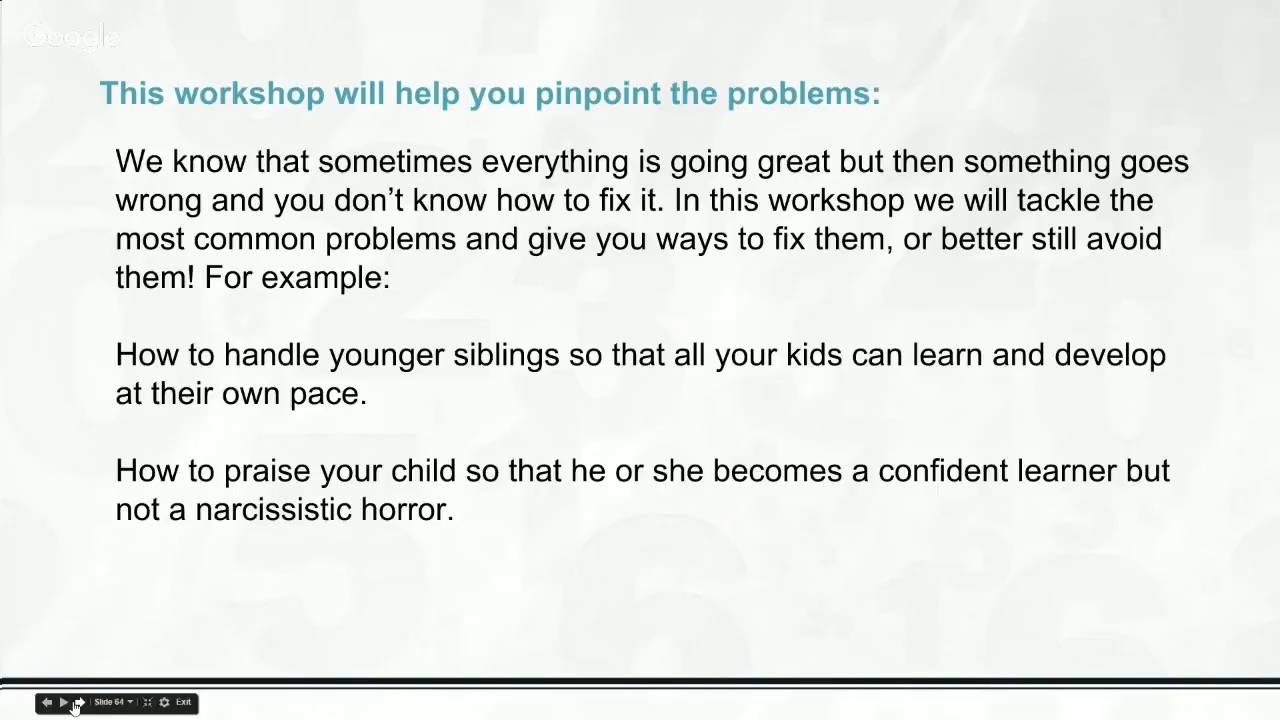 Google
This workshop will help you pinpoint the problems:
We know that sometimes everything is going great but then something goes
wrong and you don’t know how to fix it. In this workshop we will tackle the
most common problems and give you ways to fix them, or better still avoid
them! For example:
How to handle younger siblings so that all your kids can learn and develop
at their own pace.
How to praise your child so that he or she becomes a confident learner but
not a narcissistic horror.
Slide 64 Exit